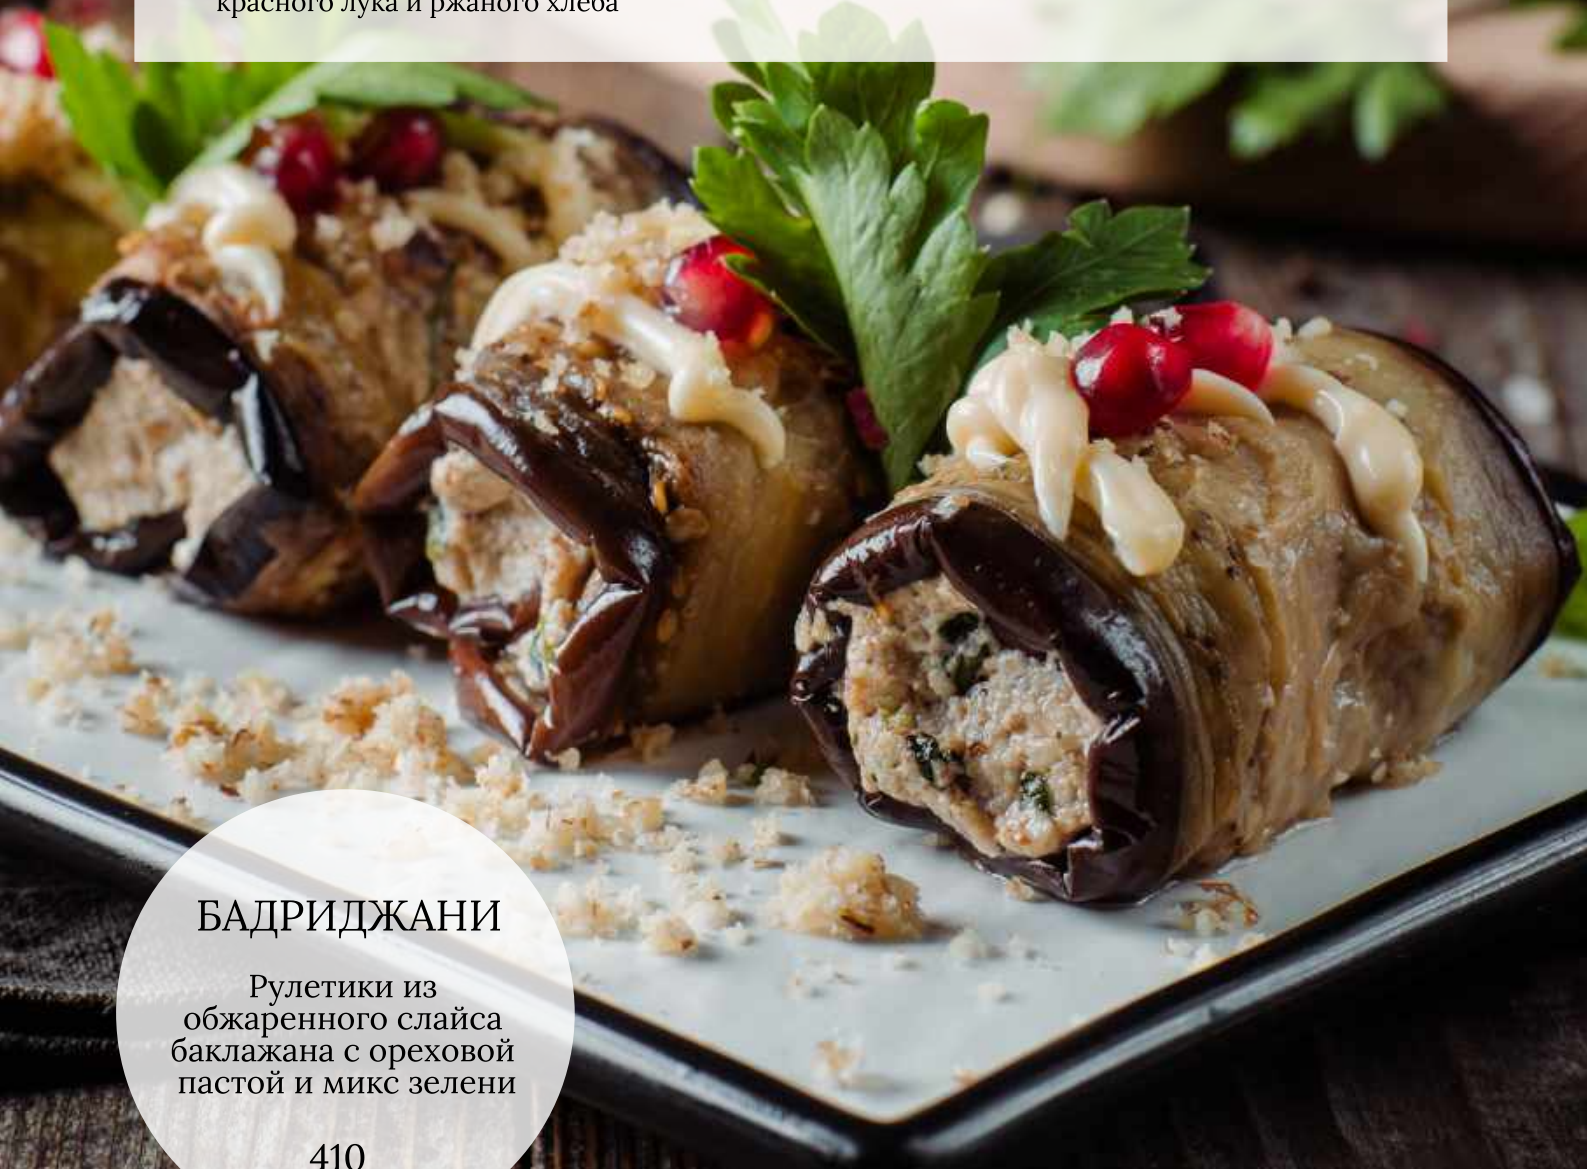 красного лука и ржаного хлеба
БАДРИДЖАНИ
Рулетики из
обжаренного слайса
баклажана с ореховой
пастой и микс зелени
410